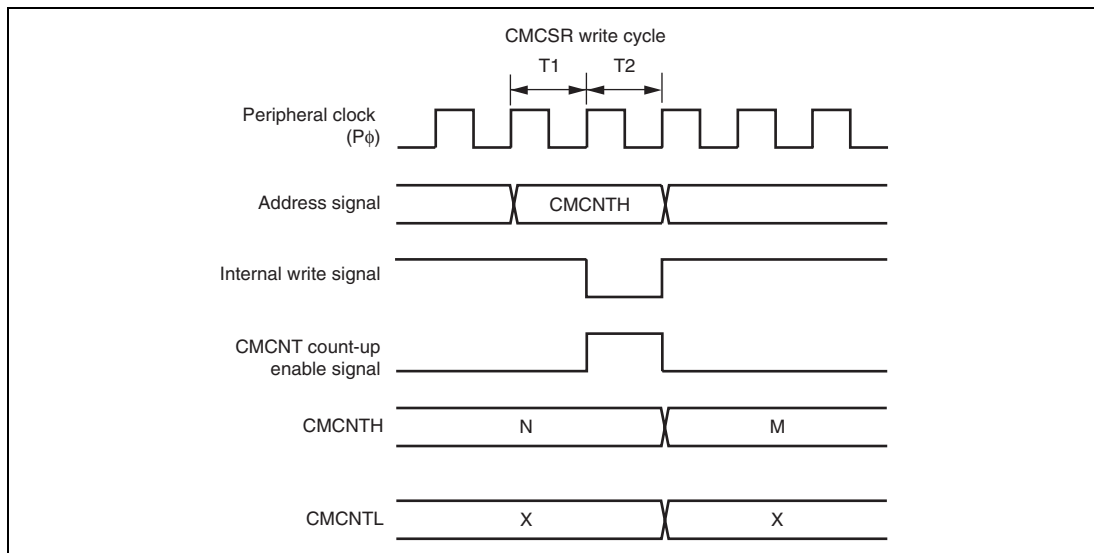 CMCSR write cycle
T1 T2
Peripheral clock
(Pϕ)
Address signal CMCNTH
Internal write signal
CMCNT count-up
enable signal
CMCNTH N M
CMCNTL X X